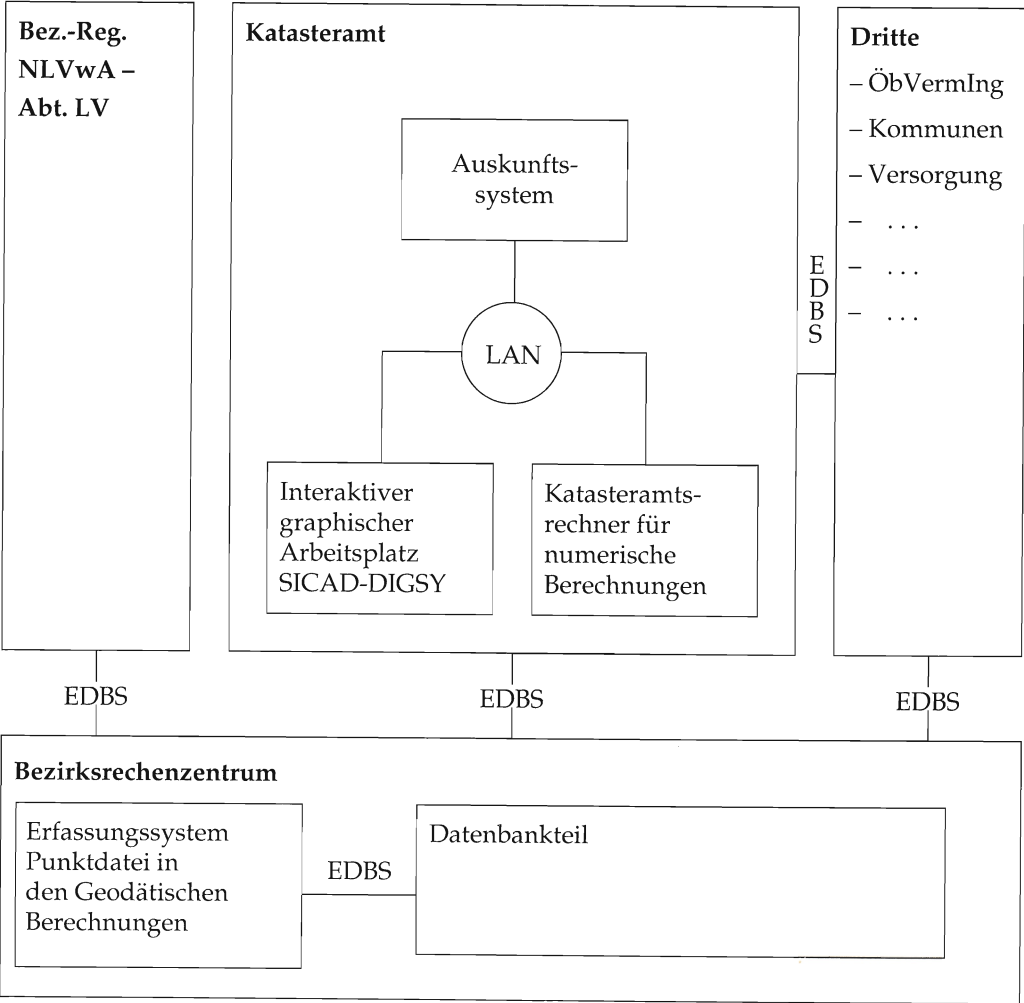 Bez.-Reg.
NLVwA –
Abt. LV
Katasteramt
Auskunfts-
system
LAN
Interaktiver
graphischer
Arbeitsplatz
SICAD-DIGSY
Katasteramts-
rechner für
numerische
Berechnungen
E
D
B
S
Dritte
– ÖbVermIng
– Kommunen
– Versorgung
– ...
– ...
– ...
EDBS
EDBS
EDBS
Bezirksrechenzentrum
Erfassungssystem
Punktdatei in
den Geodätischen
Berechnungen
EDBS
Datenbankteil